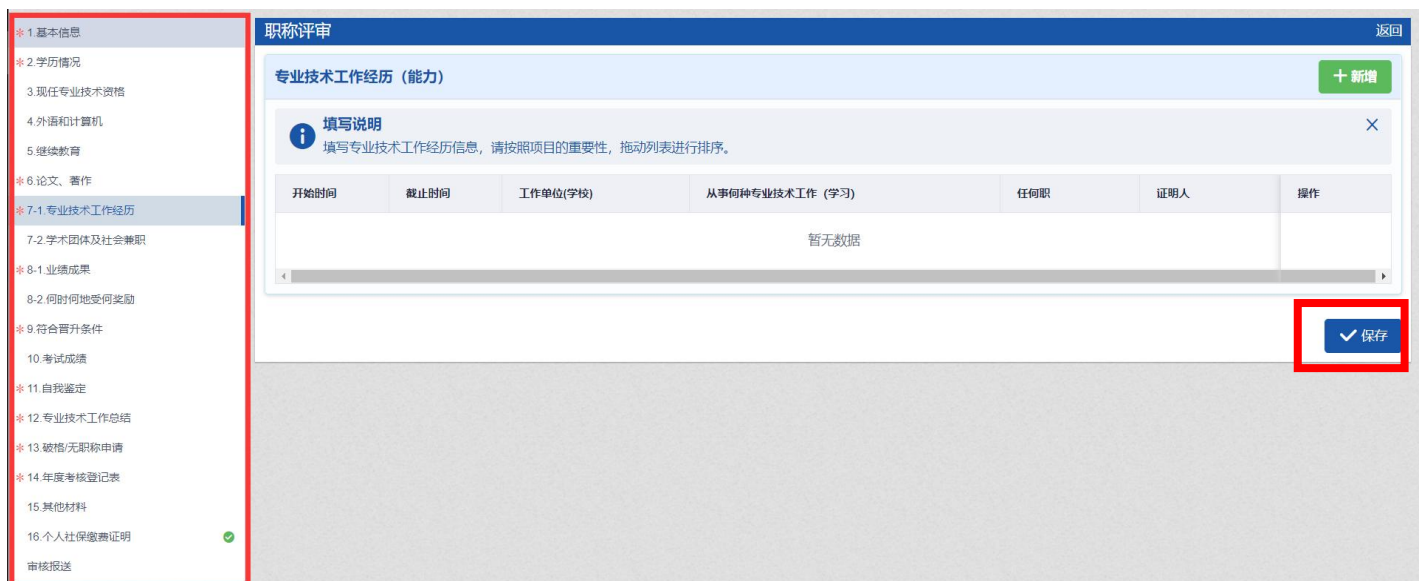 * 1.基本信息
* 2.学历情况
3.现任专业技术资格
4.外语和计算机
5.继续教育
* 6.论文、著作
* 7-1.专业技术工作经历
7-2.学术团体及社会兼职
* 8-1.业绩成果
8-2.何时何地受何奖励
* 9.符合晋升条件
10.考试成绩
* 11.自我鉴定
* 12.专业技术工作总结
* 13.破格/无职称申请
* 14.年度考核登记表
15.其他材料
16.个人社保缴费证明
审核报送
职称评审 返回
专业技术工作经历（能力） 新增
填写说明
填写专业技术工作经历信息，请按照项目的重要性，拖动列表进行排序。
开始时间 截止时间 工作单位(学校) 从事何种专业技术工作（学习） 任何职 证明人 操作
暂无数据
保存